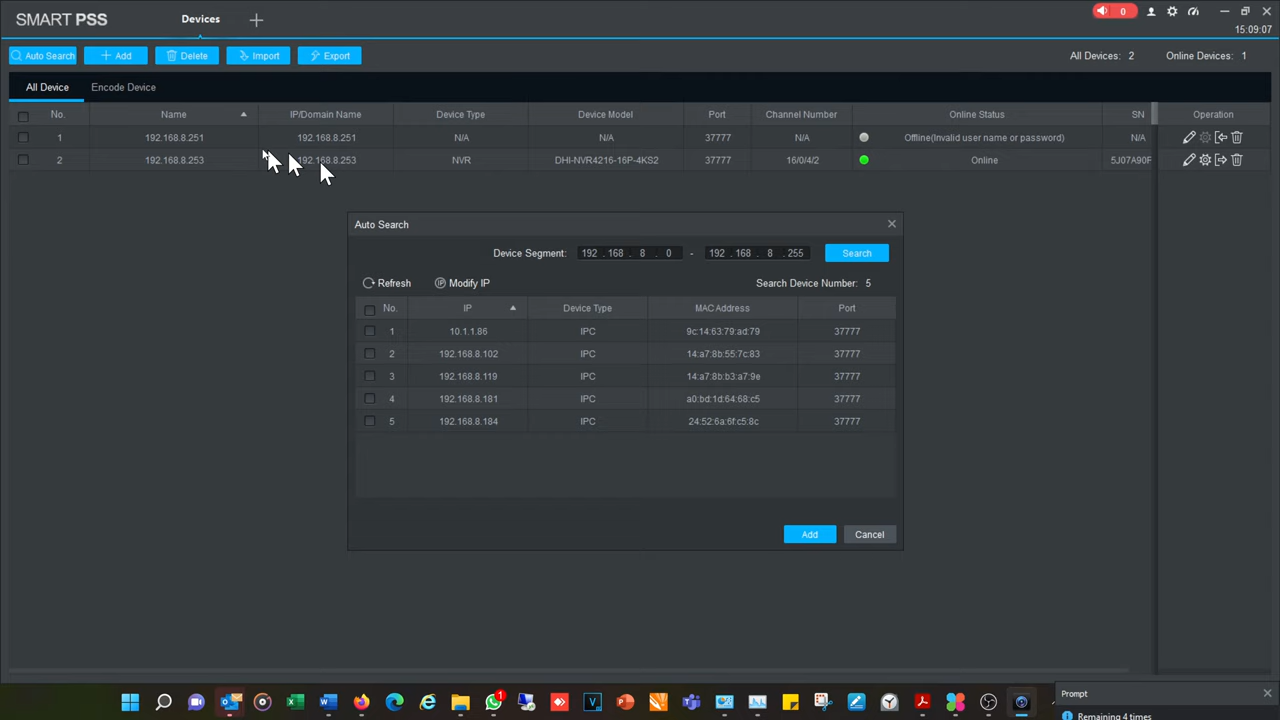 SMART PSS Devices 0
15:09:07
Auto Search Add Delete Import Export All Devices: 2 Online Devices: 1
All Device Encode Device
No. Name IP/Domain Name Device Type Device Model Port Channel Number Online Status SN Operation
1 192.168.8.251 192.168.8.251 N/A N/A 37777 N/A Offline(Invalid user name or password) N/A
2 192.168.8.253 192.168.8.253 NVR DHI-NVR4216-16P-4KS2 37777 16/0/4/2 Online 5J07A90F
Auto Search
Device Segment: 192 . 168 . 8 . 0 - 192 . 168 . 8 . 255 Search
Refresh IP Modify IP Search Device Number: 5
No. IP Device Type MAC Address Port
1 10.1.1.86 IPC 9c:14:63:79:ad:79 37777
2 192.168.8.102 IPC 14:a7:8b:55:7c:83 37777
3 192.168.8.119 IPC 14:a7:8b:b3:a7:9e 37777
4 192.168.8.181 IPC a0:bd:1d:64:68:c5 37777
5 192.168.8.184 IPC 24:52:6a:6f:c5:8c 37777
Add Cancel
Prompt
Remaining 4 times
1